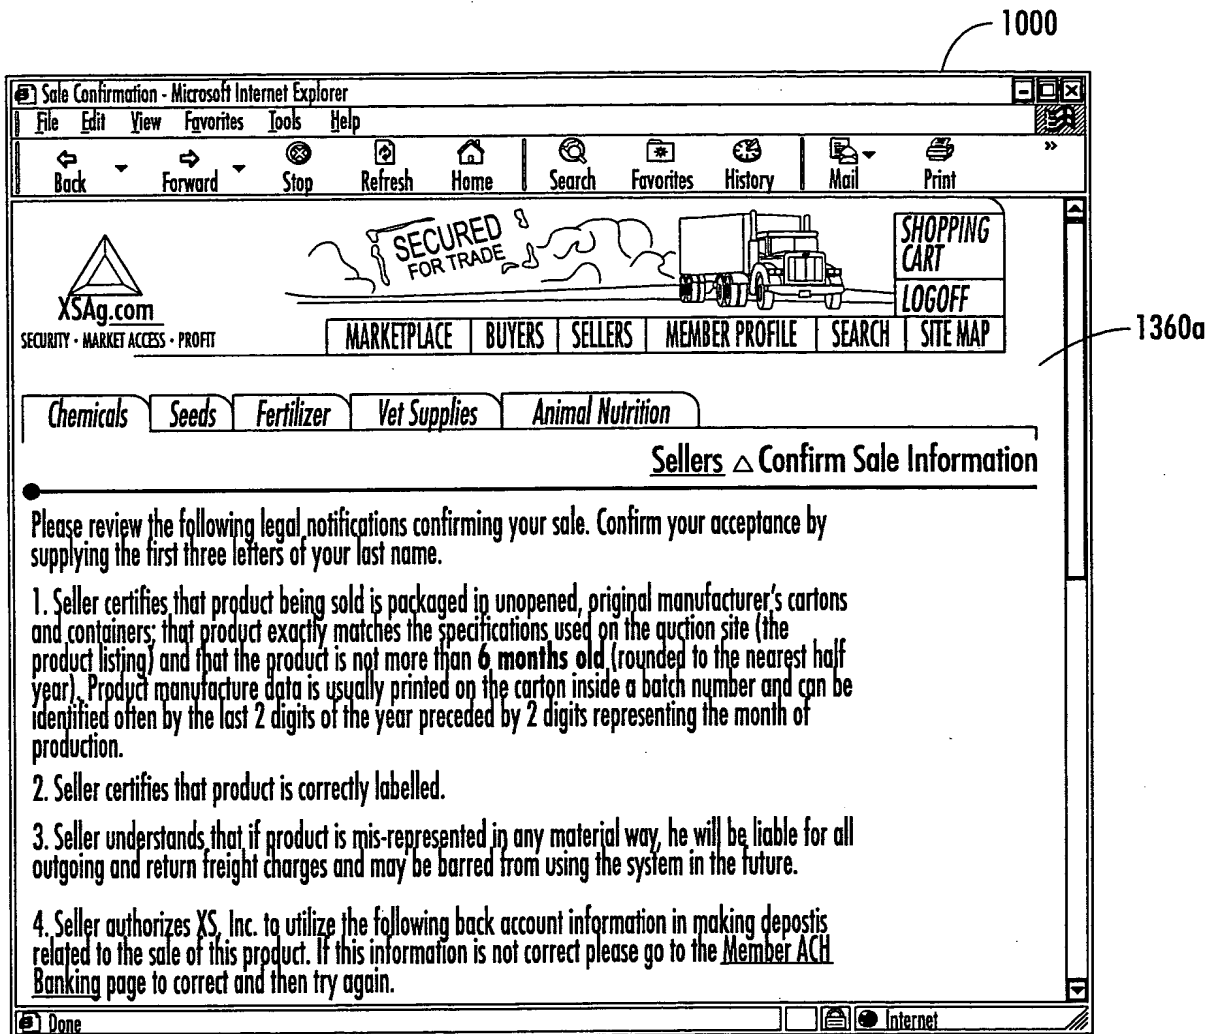 1000
Sale Confirmation - Microsoft Internet Explorer
File Edit View Favorites Tools Help
Back Forward Stop Refresh Home Search Favorites History Mail Print »
SECURED
FOR TRADE
SHOPPING
CART
LOGOFF
XSAg.com
SECURITY · MARKET ACCESS · PROFIT
MARKETPLACE BUYERS SELLERS MEMBER PROFILE SEARCH SITE MAP
1360a
Chemicals Seeds Fertilizer Vet Supplies Animal Nutrition
Sellers △ Confirm Sale Information
Please review the following legal notifications confirming your sale. Confirm your acceptance by
supplying the first three letters of your last name.
1. Seller certifies that product being sold is packaged in unopened, original manufacturer's cartons
and containers; that product exactly matches the specifications used on the auction site (the
product listing) and that the product is not more than 6 months old (rounded to the nearest half
year). Product manufacture data is usually printed on the carton inside a batch number and can be
identified often by the last 2 digits of the year preceded by 2 digits representing the month of
production.
2. Seller certifies that product is correctly labelled.
3. Seller understands that if product is mis-represented in any material way, he will be liable for all
outgoing and return freight charges and may be barred from using the system in the future.
4. Seller authorizes XS, Inc. to utilize the following back account information in making depostis
related to the sale of this product. If this information is not correct please go to the Member ACH
Banking page to correct and then try again.
Done Internet